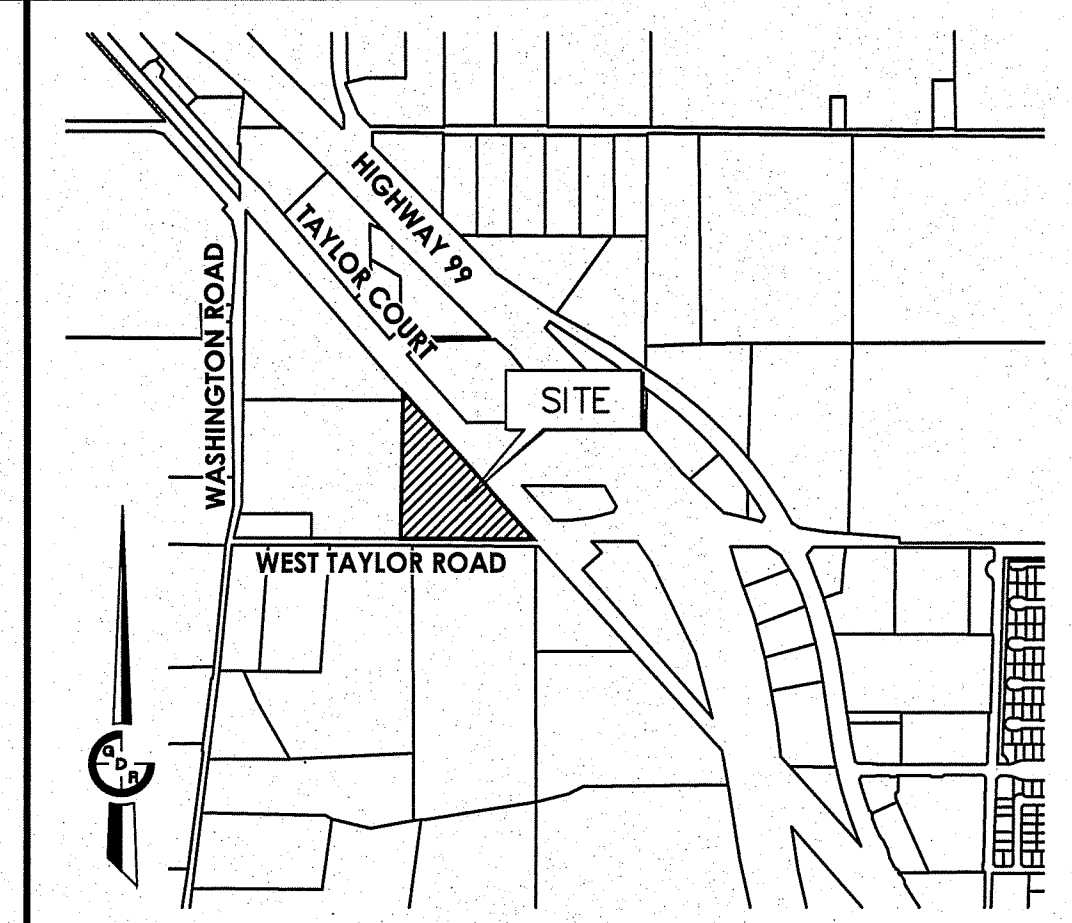 HIGHWAY 99
TAYLOR COURT
WASHINGTON ROAD
SITE
WEST TAYLOR ROAD
G
D
R